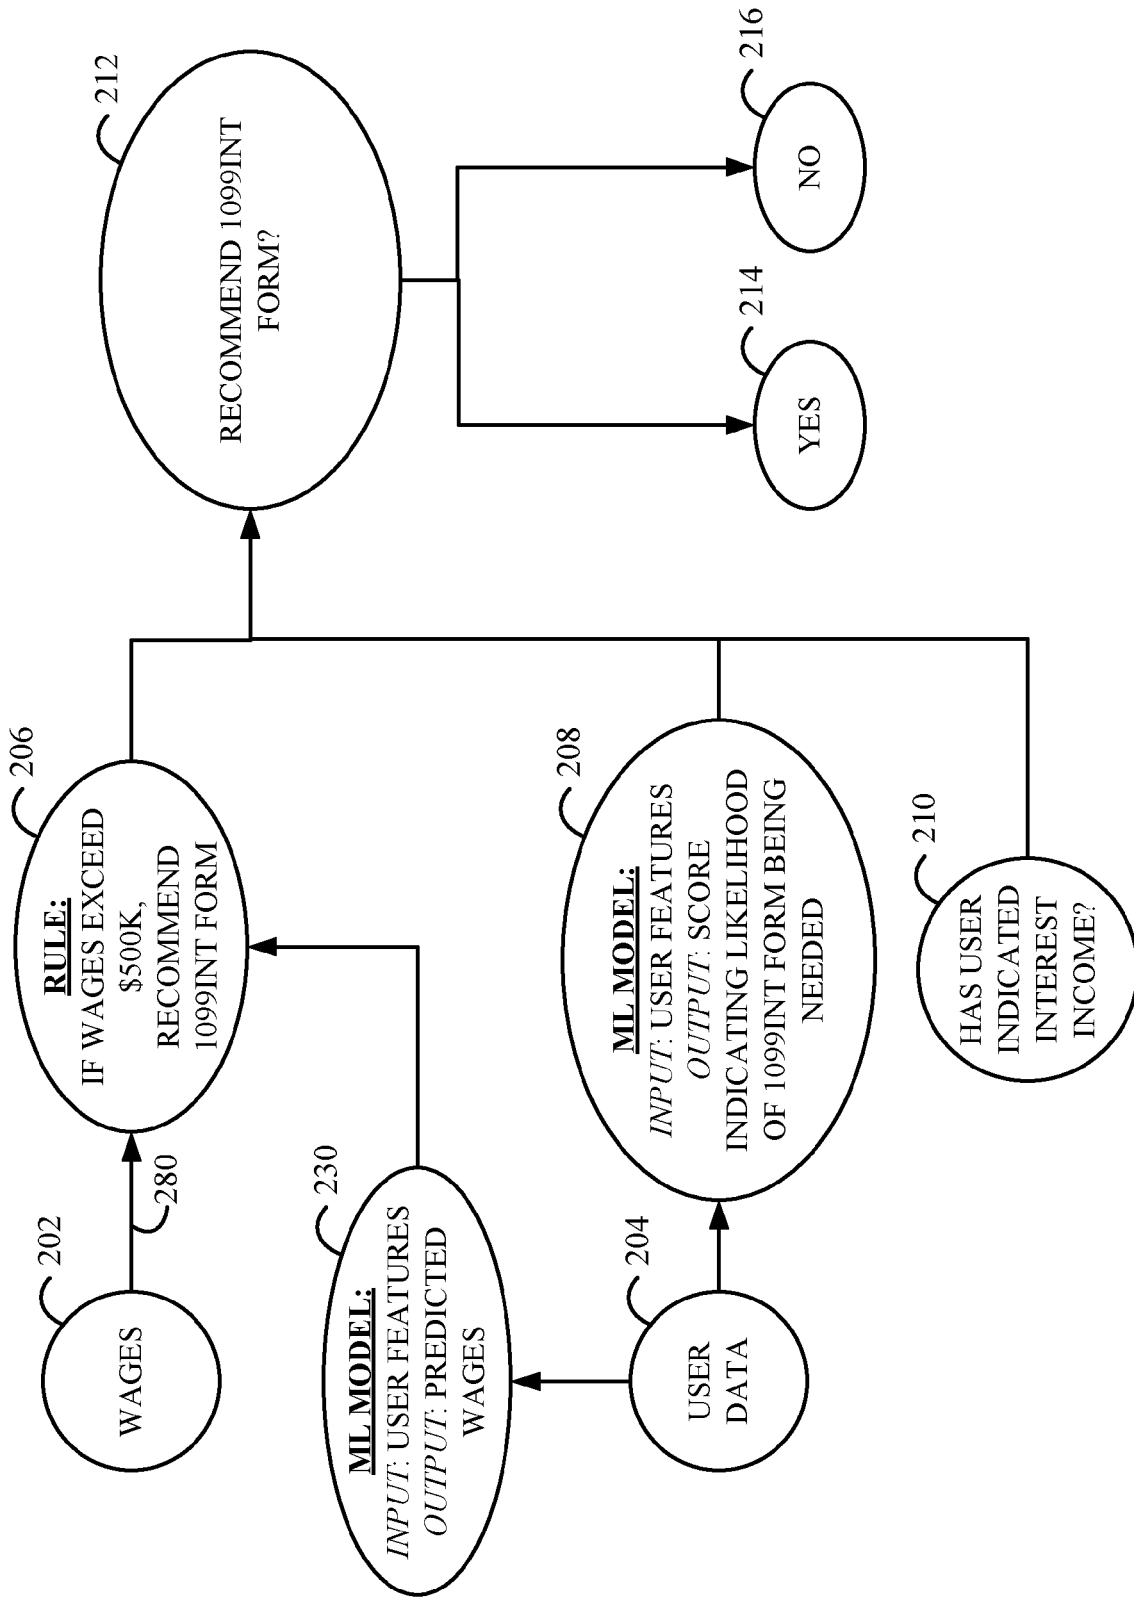 202
WAGES
280
206
RULE:
IF WAGES EXCEED
$500K,
RECOMMEND
1099INT FORM
212
RECOMMEND 1099INT
FORM?
230
ML MODEL:
INPUT: USER FEATURES
OUTPUT: PREDICTED
WAGES
204
USER
DATA
208
ML MODEL:
INPUT: USER FEATURES
OUTPUT: SCORE
INDICATING LIKELIHOOD
OF 1099INT FORM BEING
NEEDED
210
HAS USER
INDICATED
INTEREST
INCOME?
214
YES
216
NO